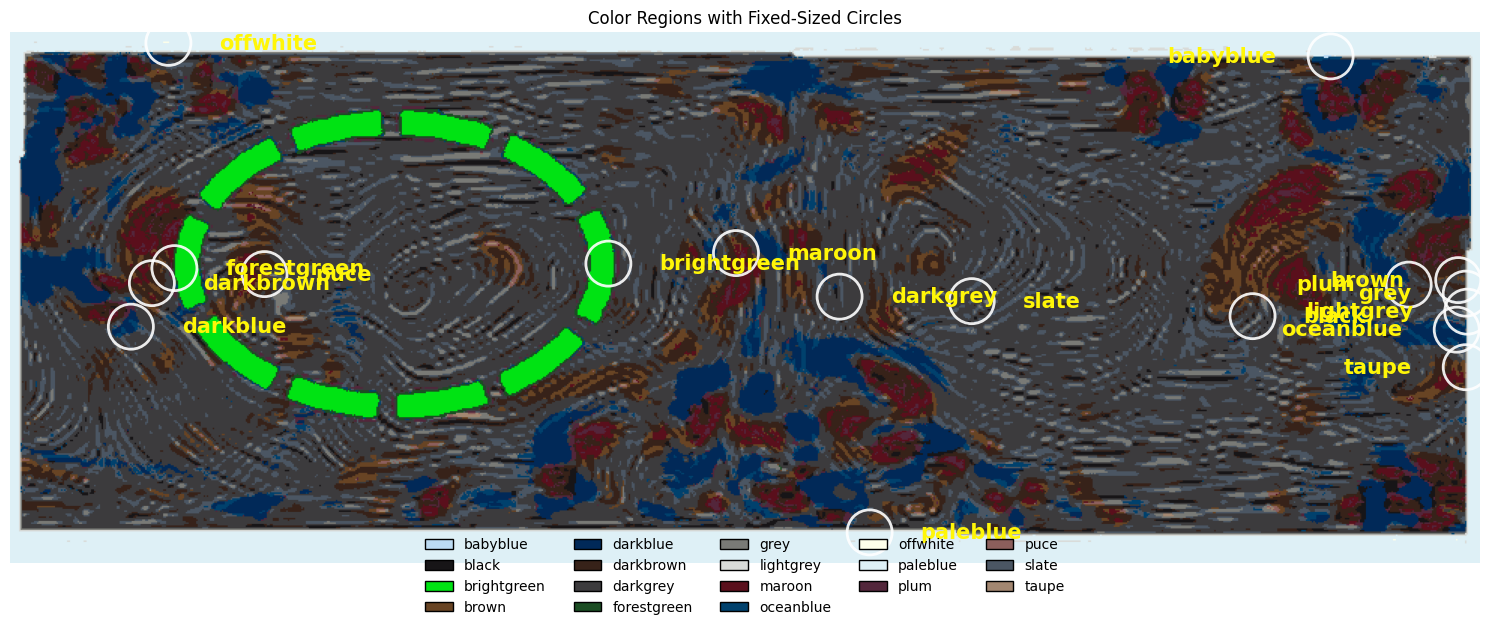 Color Regions with Fixed-Sized Circles
offwhite
babyblue
maroon
brightgreen
forestgreen
puce
darkbrown
brown
plum
grey
darkgrey
slate
lightgrey
black
darkblue
oceanblue
taupe
paleblue
babyblue darkblue grey offwhite puce
black darkbrown lightgrey paleblue slate
brightgreen darkgrey maroon plum taupe
brown forestgreen oceanblue